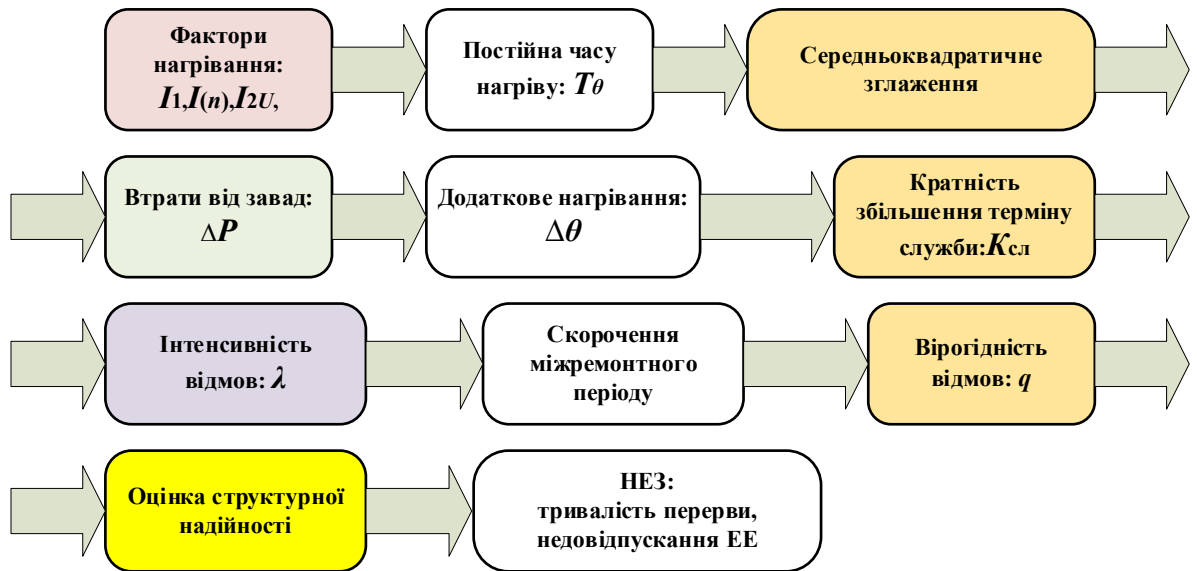 Фактори
нагрівання:
I1,I(n),I2U,
Постійна часу
нагріву: Tθ
Середньоквадратичне
зглаження
Втрати від завад:
ΔP
Додаткове нагрівання:
Δθ
Кратність
збільшення терміну
служби:Ксл
Інтенсивність
відмов: λ
Скорочення
міжремонтного
періоду
Вірогідність
відмов: q
Оцінка структурної
надійності
НЕЗ:
тривалість перерви,
недовідпускання ЕЕ